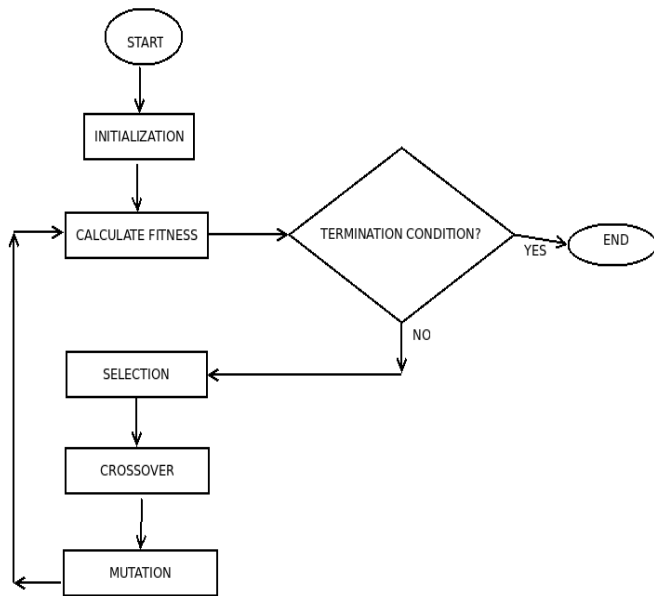 START
INITIALIZATION
CALCULATE FITNESS
TERMINATION CONDITION?
YES
END
NO
SELECTION
CROSSOVER
MUTATION